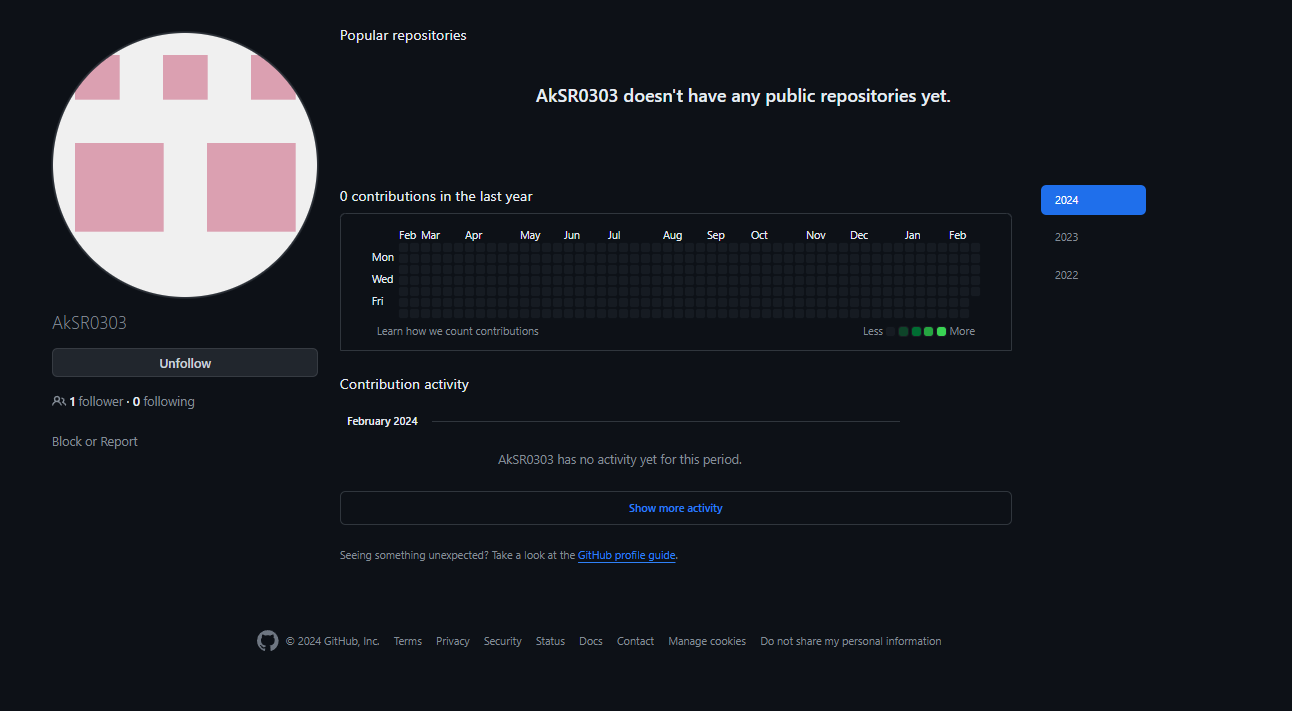 Popular repositories
AkSR0303 doesn't have any public repositories yet.
AkSR0303
Unfollow
1 follower · 0 following
Block or Report
0 contributions in the last year
Feb Mar Apr May Jun Jul Aug Sep Oct Nov Dec Jan Feb
Mon
Wed
Fri
Learn how we count contributions
Less More
2024
2023
2022
Contribution activity
February 2024
AkSR0303 has no activity yet for this period.
Show more activity
Seeing something unexpected? Take a look at the GitHub profile guide.
© 2024 GitHub, Inc. Terms Privacy Security Status Docs Contact Manage cookies Do not share my personal information